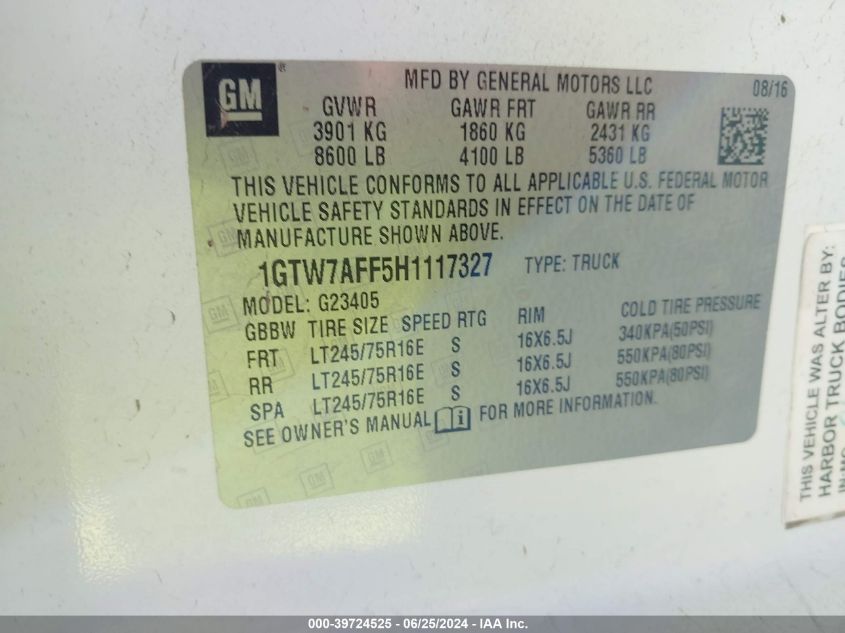 GM ®
MFD BY GENERAL MOTORS LLC 08/16
GVWR GAWR FRT GAWR RR
3901 KG 1860 KG 2431 KG
8600 LB 4100 LB 5360 LB
THIS VEHICLE CONFORMS TO ALL APPLICABLE U.S. FEDERAL MOTOR
VEHICLE SAFETY STANDARDS IN EFFECT ON THE DATE OF
MANUFACTURE SHOWN ABOVE.
1GTW7AFF5H1117327 TYPE: TRUCK
MODEL: G23405
GBBW TIRE SIZE SPEED RTG RIM COLD TIRE PRESSURE
FRT LT245/75R16E S 16X6.5J 340KPA(50PSI)
RR LT245/75R16E S 16X6.5J 550KPA(80PSI)
SPA LT245/75R16E S 16X6.5J 550KPA(80PSI)
SEE OWNER'S MANUAL FOR MORE INFORMATION.
THIS VEHICLE WAS ALTER BY:
HARBOR TRUCK BODIES
000-39724525 - 06/25/2024 - IAA Inc.